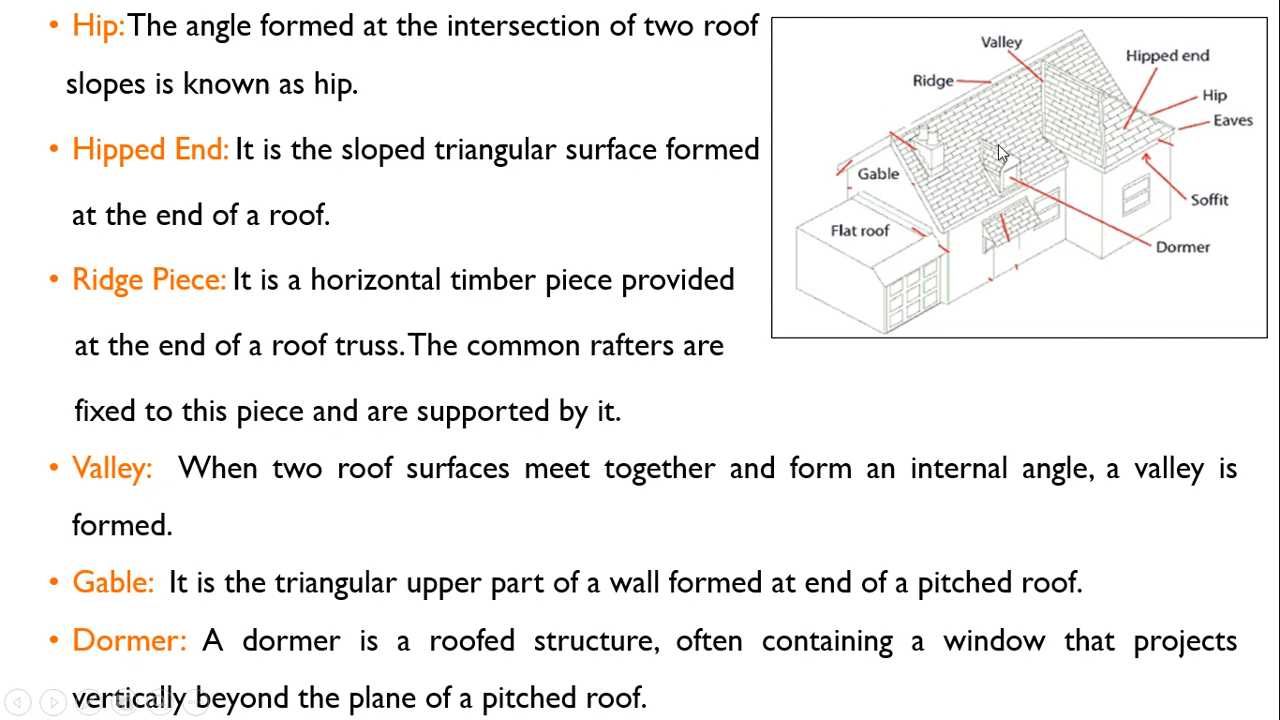 • Hip: The angle formed at the intersection of two roof
slopes is known as hip.
• Hipped End: It is the sloped triangular surface formed
at the end of a roof.
• Ridge Piece: It is a horizontal timber piece provided
at the end of a roof truss. The common rafters are
fixed to this piece and are supported by it.
• Valley: When two roof surfaces meet together and form an internal angle, a valley is
formed.
• Gable: It is the triangular upper part of a wall formed at end of a pitched roof.
• Dormer: A dormer is a roofed structure, often containing a window that projects
vertically beyond the plane of a pitched roof.
Valley
Hipped end
Ridge
Hip
Eaves
Gable
Soffit
Flat roof
Dormer